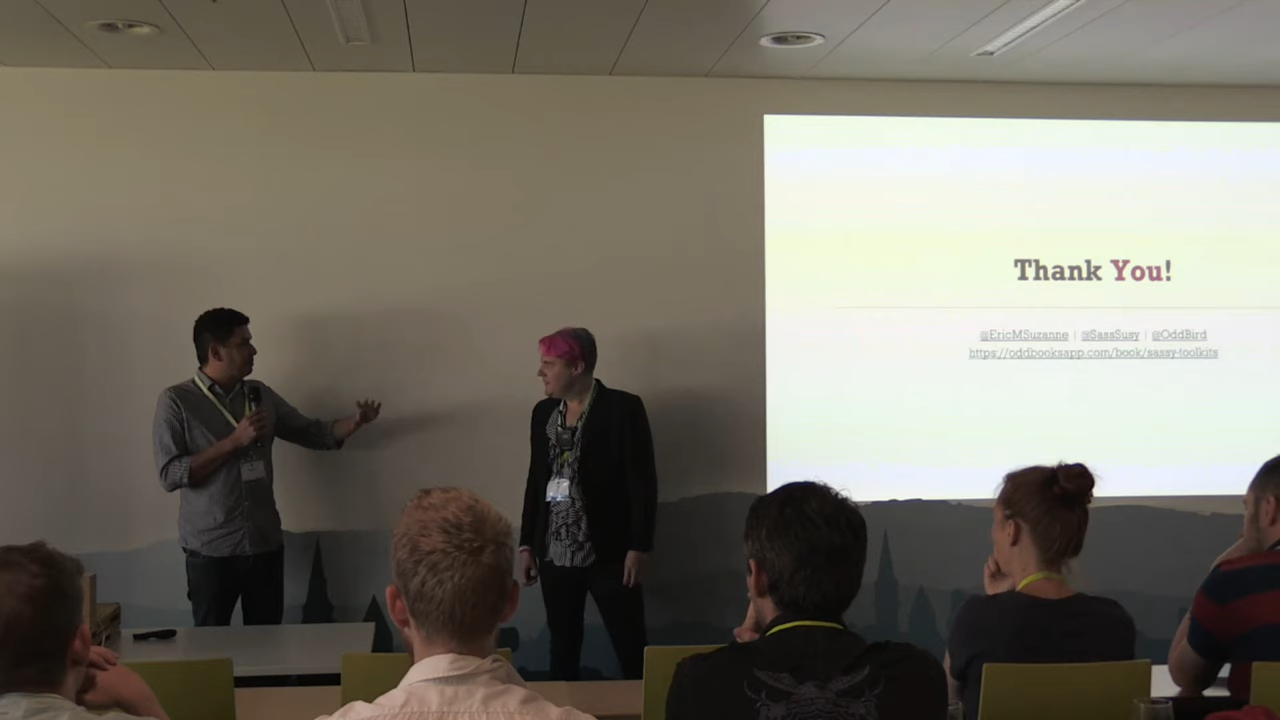 Thank You!
@EricMSuzanne | @SassSusy | @OddBird
https://oddbooksapp.com/book/sassy-toolkits